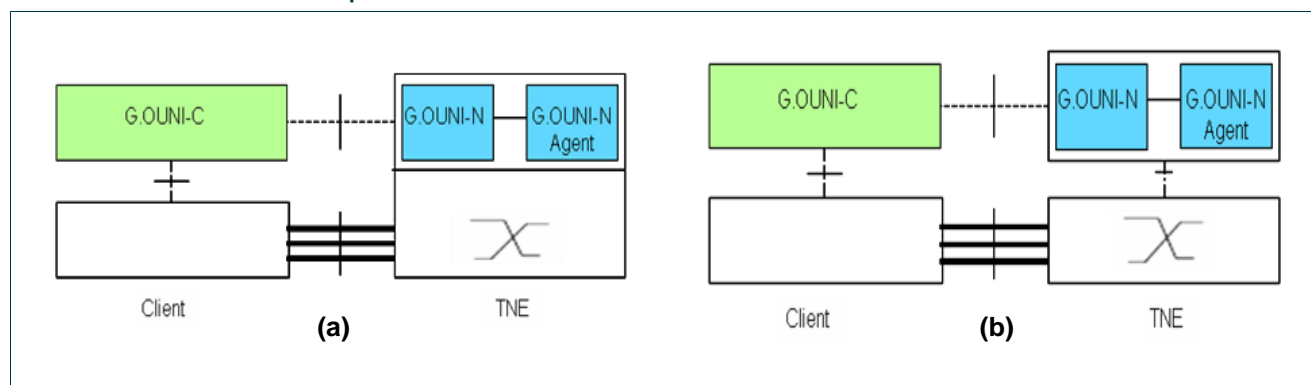 G.OUNI-C
G.OUNI-N
G.OUNI-N
Agent
Client
TNE
(a)
G.OUNI-C
G.OUNI-N
G.OUNI-N
Agent
Client
TNE
(b)